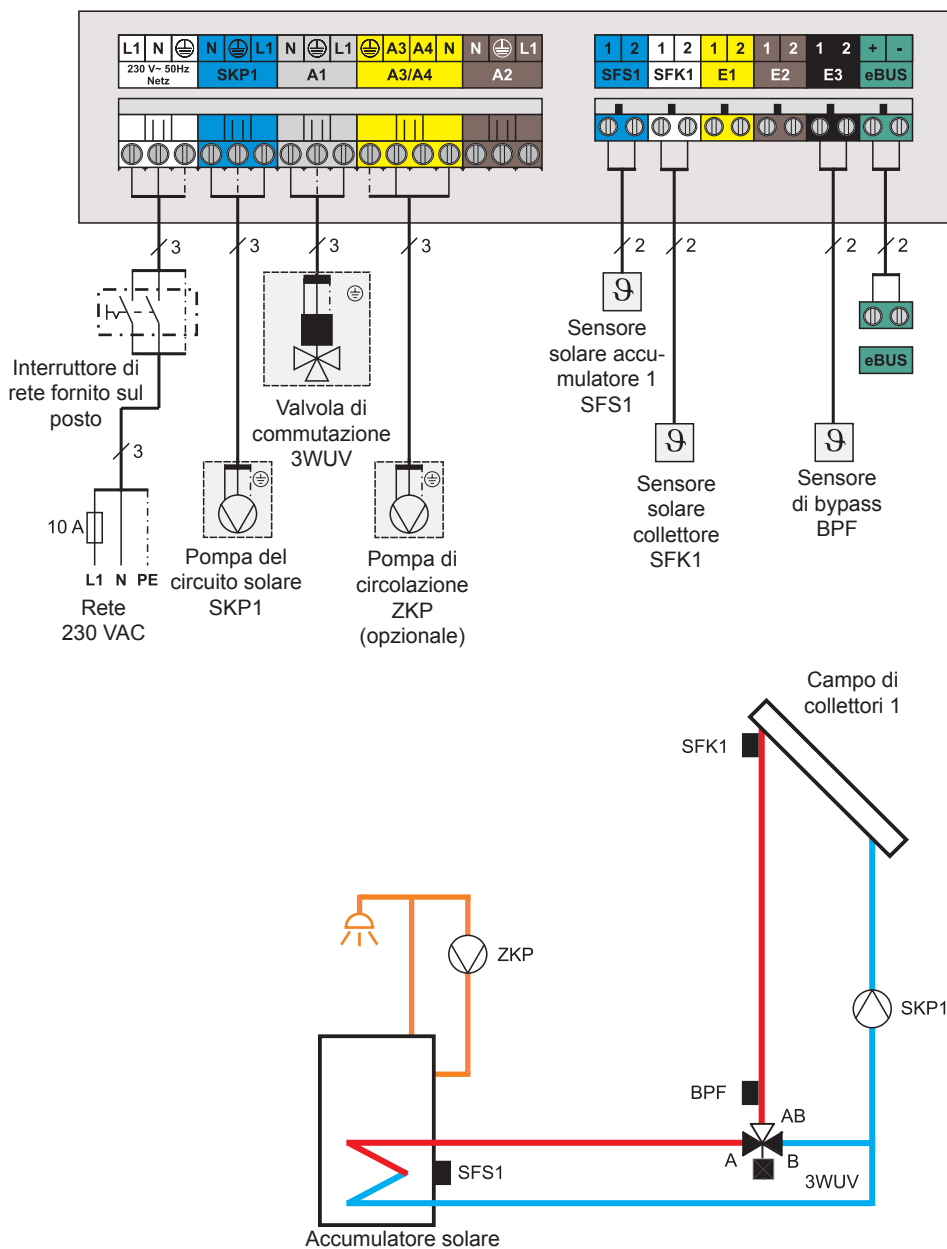 L1 N N L1 N L1 A3 A4 N N L1
230 V~ 50Hz
Netz
SKP1 A1 A3/A4 A2
1 2 1 2 1 2 1 2 1 2 + -
SFS1 SFK1 E1 E2 E3 eBUS
3 3 3 3 2 2 2 2
Interruttore di
rete fornito sul
posto
3
10 A
L1 N PE
Rete
230 VAC
Pompa del
circuito solare
SKP1
Valvola di
commutazione
3WUV
Pompa di
circolazione
ZKP
(opzionale)
ϑ
Sensore
solare accu-
mulatore 1
SFS1
ϑ
Sensore
solare
collettore
SFK1
ϑ
Sensore
di bypass
BPF
eBUS
Campo di
collettori 1
SFK1
ZKP
SKP1
BPF
AB
A B
3WUV
SFS1
Accumulatore solare